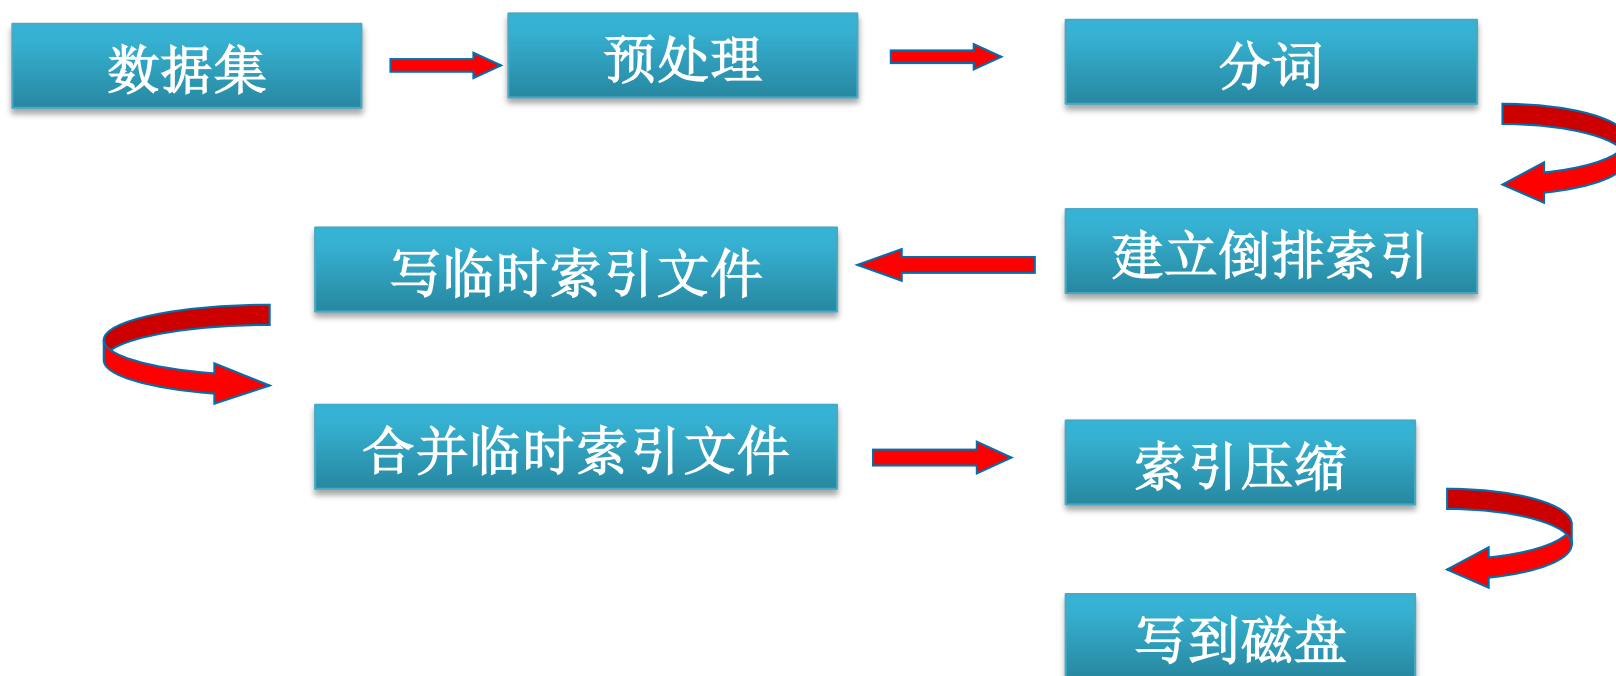 数据集
预处理
分词
建立倒排索引
写临时索引文件
合并临时索引文件
索引压缩
写到磁盘